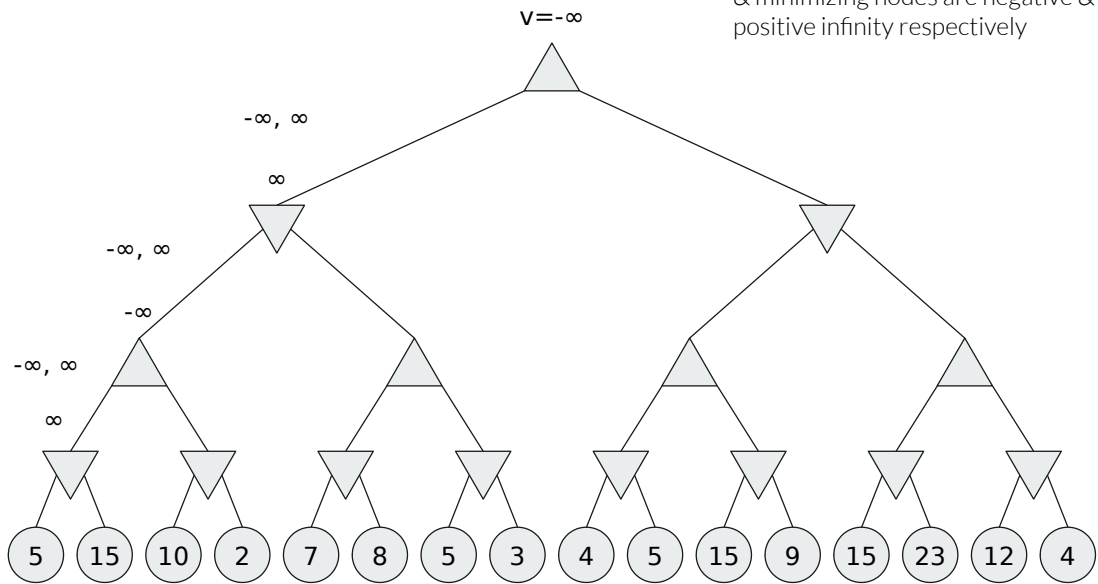 & minimizing nodes are negative &
positive infinity respectively
v=-∞
-∞, ∞
∞
-∞, ∞
-∞
-∞, ∞
∞
5 15 10 2 7 8 5 3 4 5 15 9 15 23 12 4